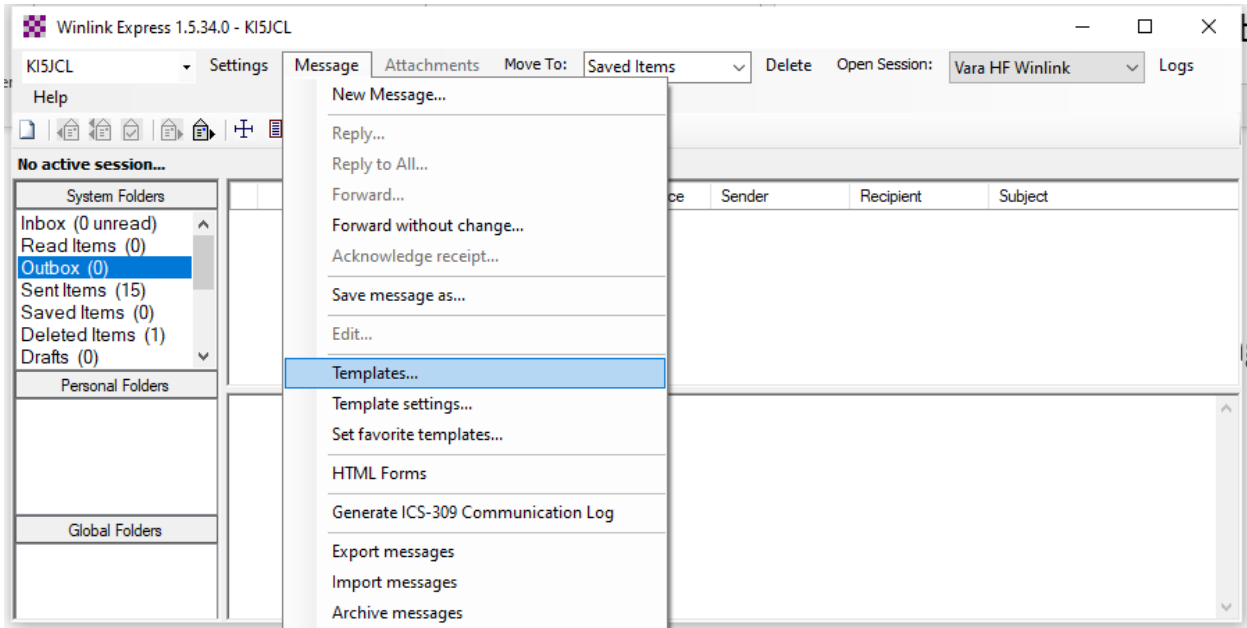 Winlink Express 1.5.34.0 - KI5JCL
KI5JCL Settings Message Attachments Move To: Saved Items Delete Open Session: Vara HF Winlink Logs
Help
No active session...
System Folders
Inbox (0 unread)
Read Items (0)
Outbox (0)
Sent Items (15)
Saved Items (0)
Deleted Items (1)
Drafts (0)
Personal Folders
Global Folders
New Message...
Reply...
Reply to All...
Forward...
Forward without change...
Acknowledge receipt...
Save message as...
Edit...
Templates...
Template settings...
Set favorite templates...
HTML Forms
Generate ICS-309 Communication Log
Export messages
Import messages
Archive messages
Sender Recipient Subject